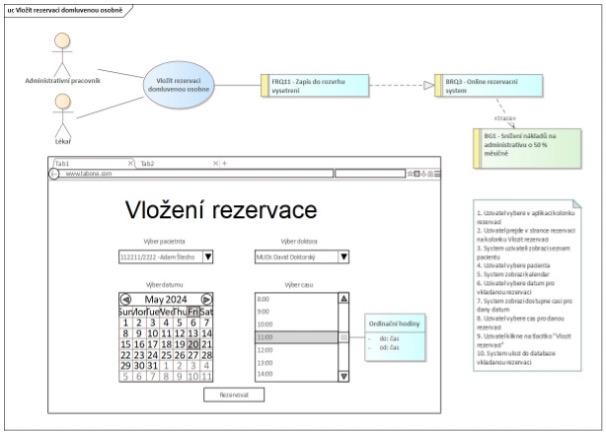 uc Vložit rezervaci domluvenou osobně
Administrativní pracovník
Lékař
Vložit rezervaci
domluvenou osobne
FRQ11 - Zapis do rozvrhu
vysetreni
BRQ3 - Online rezervacni
system
«trace»
BG1 - Snížení nákladů na
administrativu o 50 %
měsíčně
Tab1
Tab2
www.tabone.com
Vložení rezervace
Výber pacietnta
Výber doktora
112211/2222 - Adam Štecho
MUDr. David Doktorský
Výber datumu
Výber casu
May 2024
Sun Mon Tue Wed Thu Fri Sat
1 2 3 4 5 6 7
8 9 10 11 12 13 14
15 16 17 18 19 20 21
22 23 24 25 26 27 28
29 30 31 1 2 3 4
5 6 7 8 9 10 11
8:00
9:00
10:00
11:00
12:00
13:00
14:00
Ordinační hodiny
- do: čas
- od: čas
Rezervovat
1. Uzivatel vybere v aplikaci kolonku
rezervaci
2. Uzivatel prejde v strance rezervaci
na kolonku Vlozit rezervaci
3. System uzivateli zobrazi seznam
pacientu
4. Uzivatel vybere pacienta
5. System zobrazi kalendar
6. Uzivatel vybere datum pro
vkladanou rezervaci
7. System zobrazi dostupne casi pro
dany datum
8. Uzivatel vybere cas pro danou
rezervaci
9. Uzivatel klikne na tlacitko "Vlozit
rezervaci"
10. System ulozi do databaze
vkladanou rezervaci